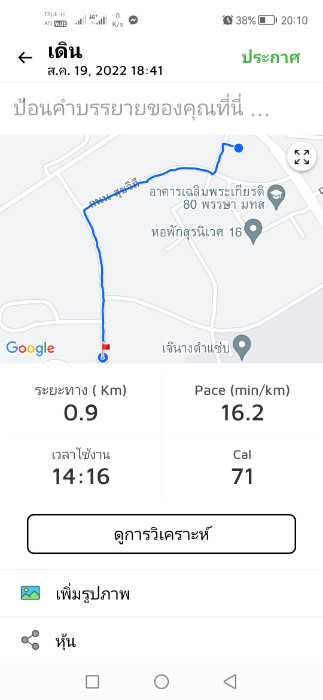 TRUE-H
38%
20:10
K/s
เดิน
ส.ค. 19, 2022 18:41
ประกาศ
ป้อนคำบรรยายของคุณที่นี่ ...
ถนน สุขวิถี
อาคารเฉลิมพระเกียรติ
80 พรรษา มทส
หอพักสุรนิเวศ 16
เจ๊นางตำแซ่บ
Google
ระยะทาง ( Km)
0.9
Pace (min/km)
16.2
เวลาใช้งาน
14:16
Cal
71
ดูการวิเคราะห์
เพิ่มรูปภาพ
หุ้น